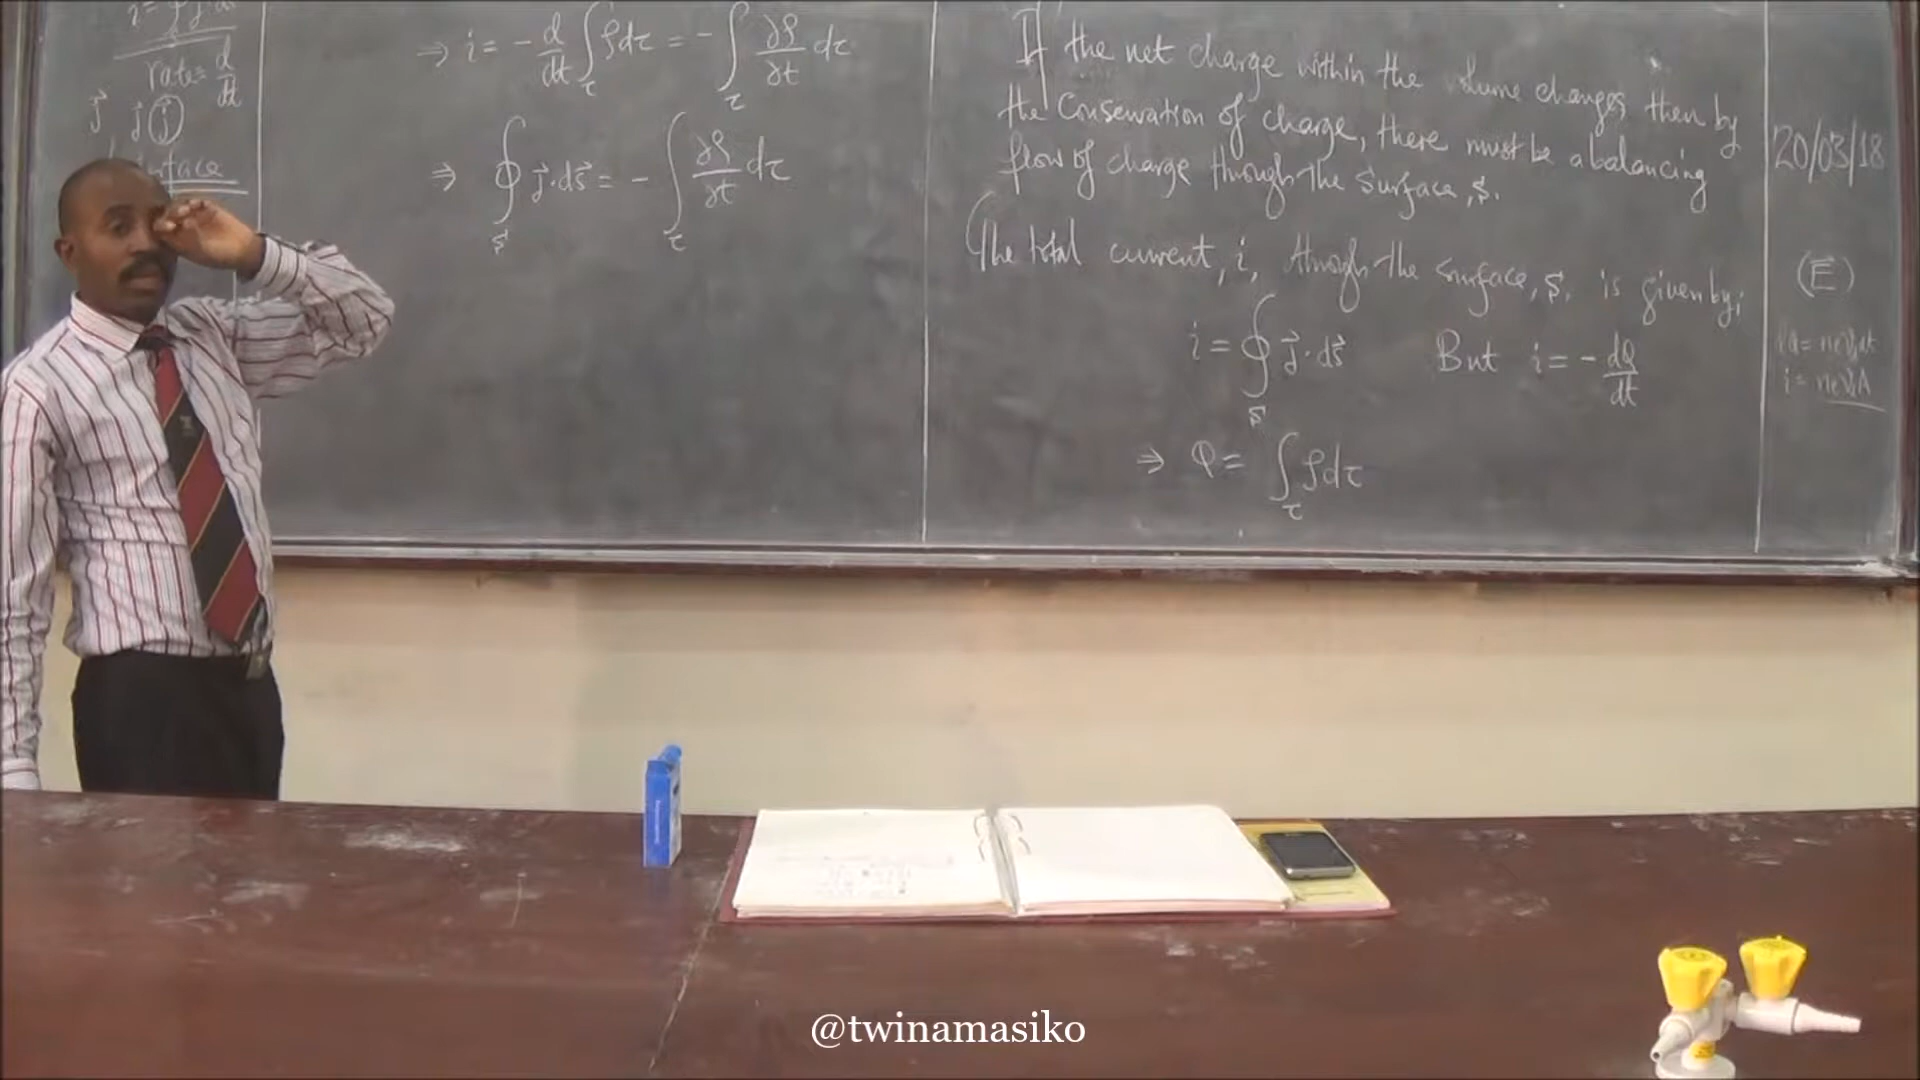 rate = d/dt
j⃗, j⃗ (j⃗)
⇒ i = - d/dt ∫_τ ρdτ = - ∫_τ ∂ρ/∂t dτ
⇒ ∮_S j⃗·ds⃗ = - ∫_τ ∂ρ/∂t dτ
If the net charge within the volume changes then by
the conservation of charge, there must be a balancing
flow of charge through the surface, S.
The total current, i, through the surface, S, is given by;
i = ∮_S j⃗·ds⃗ But i = - dQ/dt
⇒ Q = ∫_τ ρdτ
20/03/18
(E⃗)
@twinamasiko